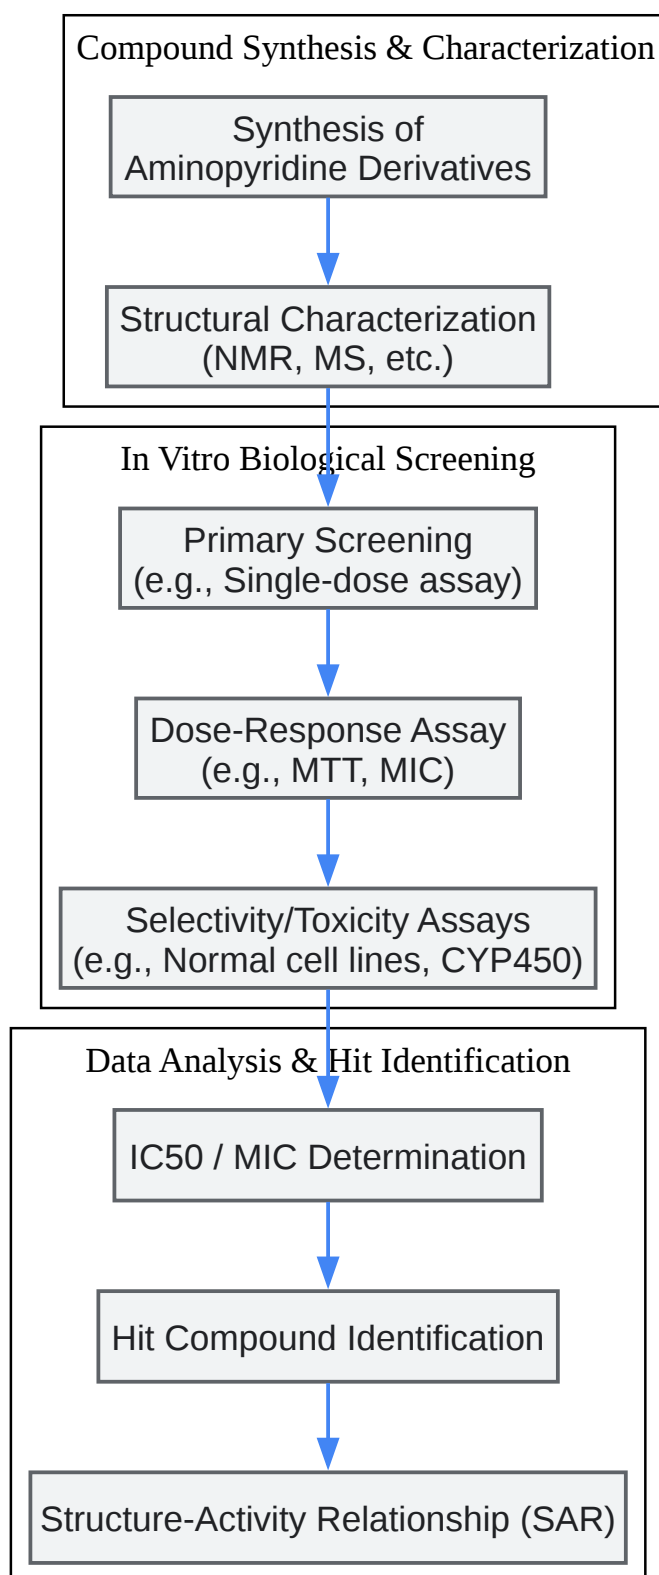 Compound Synthesis & Characterization
Synthesis of
Aminopyridine Derivatives
Structural Characterization
(NMR, MS, etc.)
In Vitro Biological Screening
Primary Screening
(e.g., Single-dose assay)
Dose-Response Assay
(e.g., MTT, MIC)
Selectivity/Toxicity Assays
(e.g., Normal cell lines, CYP450)
Data Analysis & Hit Identification
IC50 / MIC Determination
Hit Compound Identification
Structure-Activity Relationship (SAR)